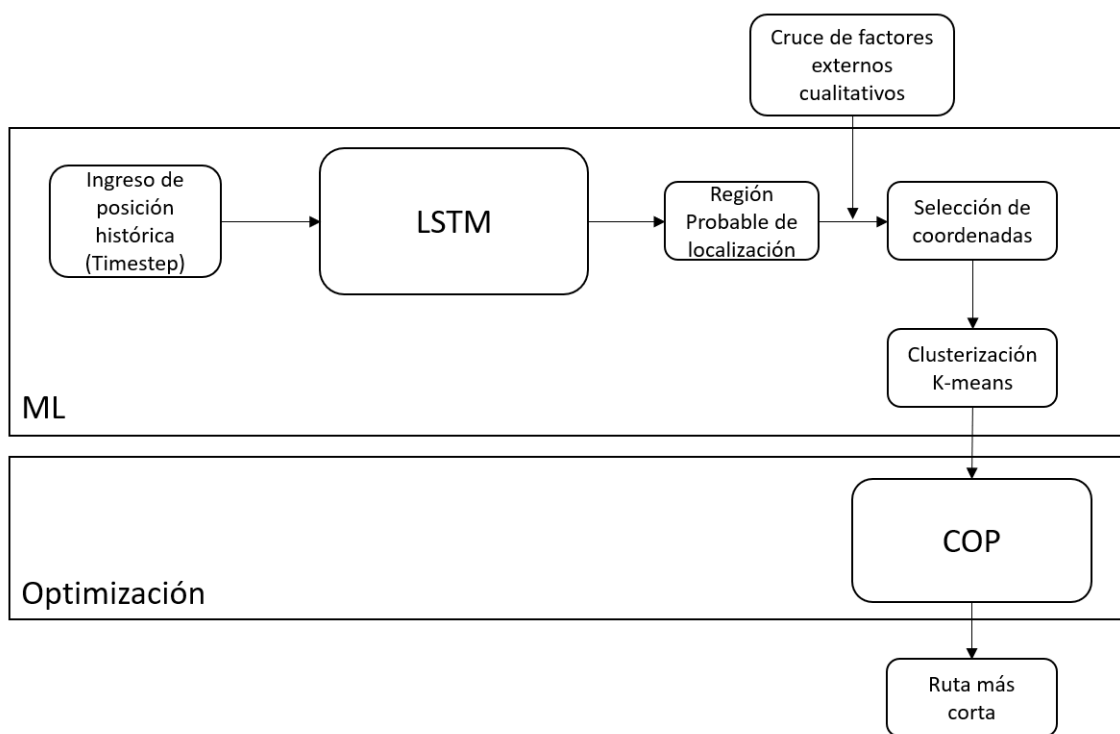 Cruce de factores
externos
cualitativos
Ingreso de
posición
histórica
(Timestep)
LSTM
Región
Probable de
localización
Selección de
coordenadas
Clusterización
K-means
ML
COP
Optimización
Ruta más
corta